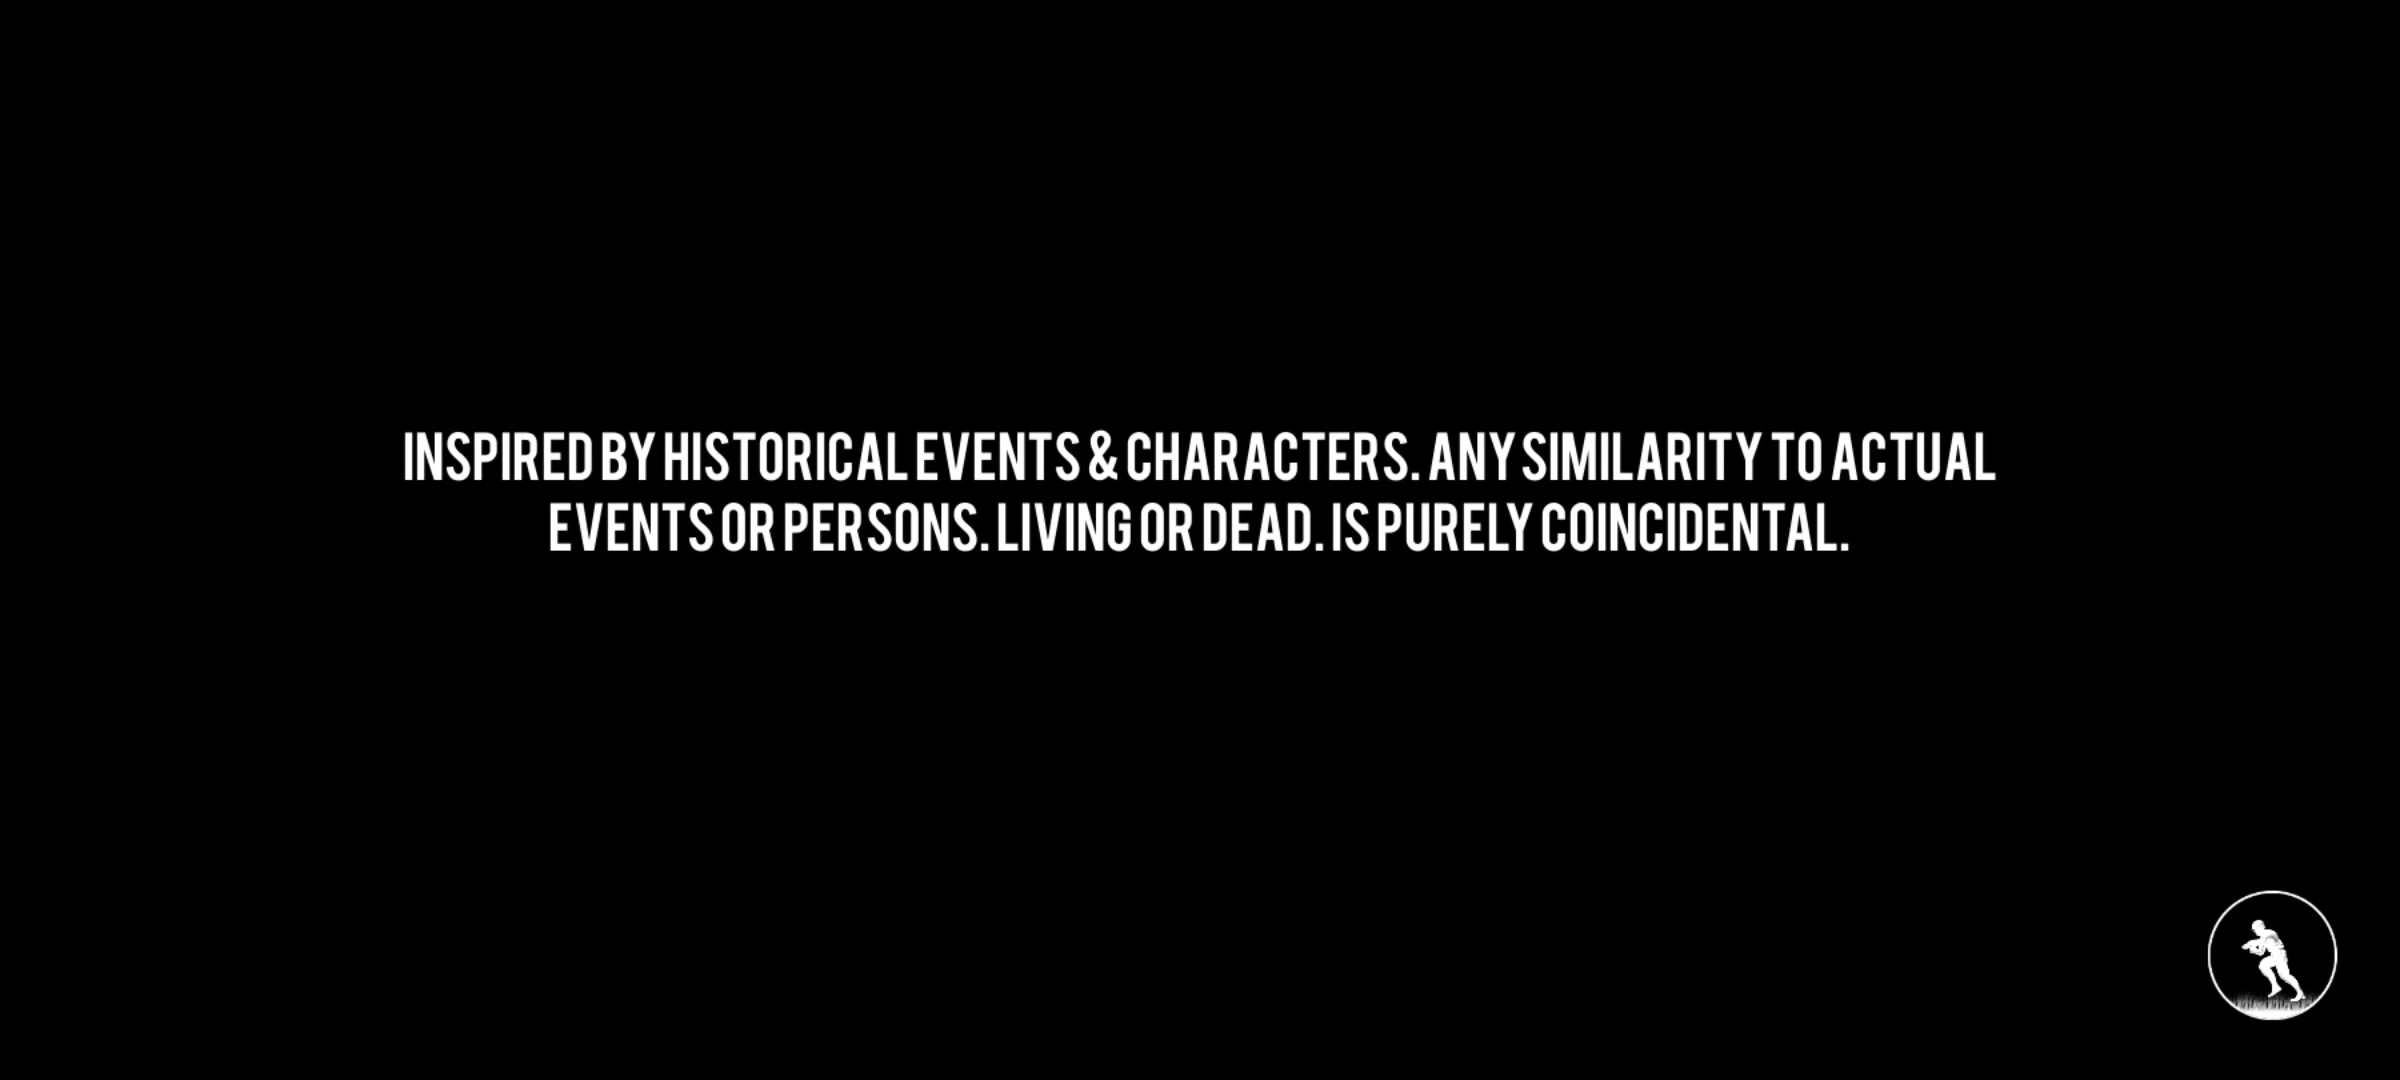 INSPIRED BY HISTORICAL EVENTS & CHARACTERS. ANY SIMILARITY TO ACTUAL
EVENTS OR PERSONS. LIVING OR DEAD. IS PURELY COINCIDENTAL.